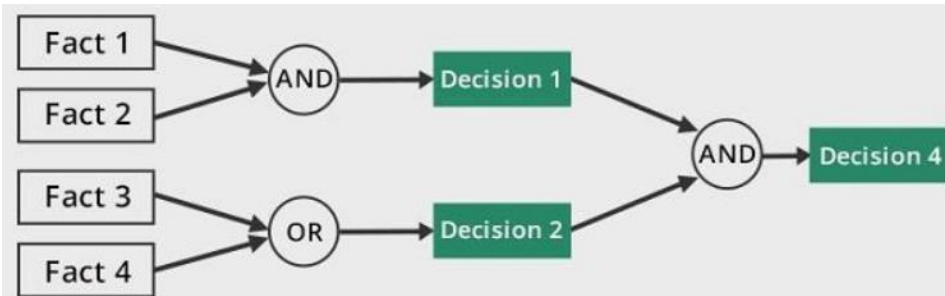 Fact 1
Fact 2
AND
Decision 1
Fact 3
Fact 4
OR
Decision 2
AND
Decision 4